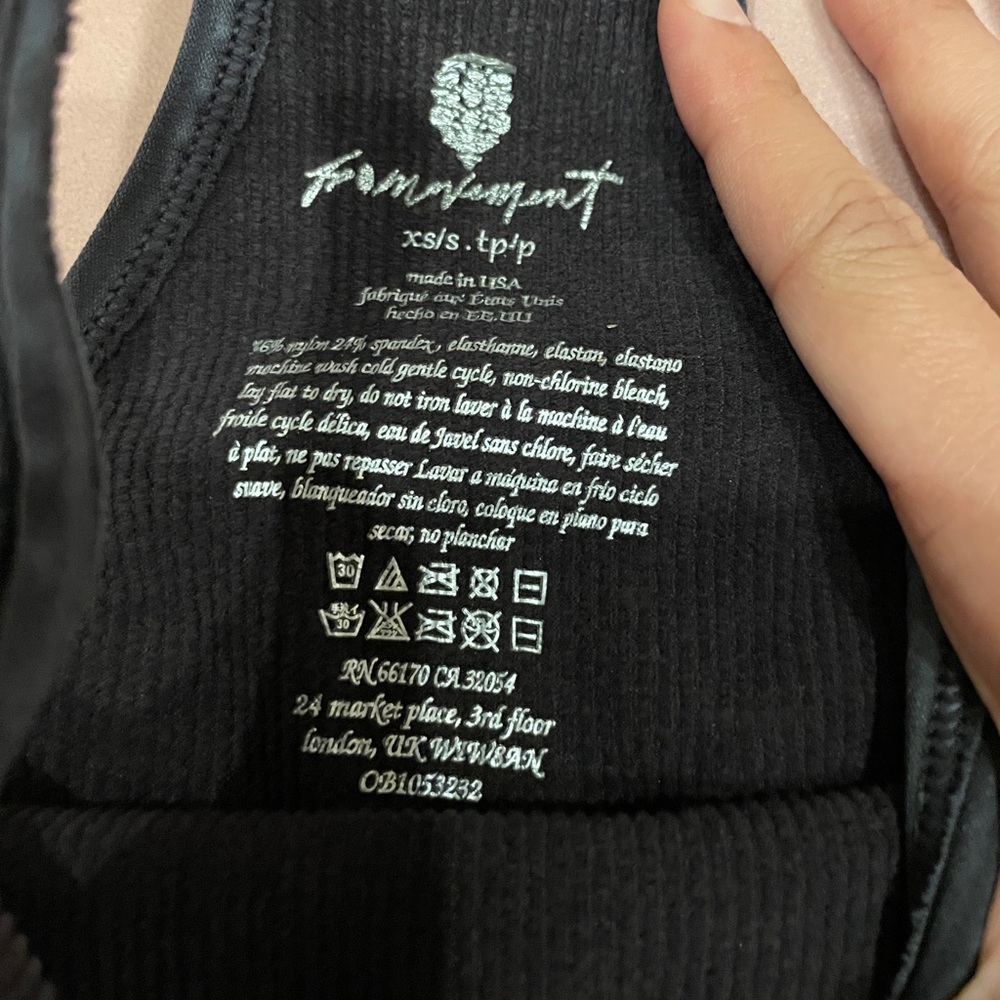 fp movement
xs/s . tp/p
made in USA
fabriqué aux États Unis
hecho en EE.UU
76% nylon 24% spandex, elasthanne, elastan, elastano
machine wash cold gentle cycle, non-chlorine bleach,
lay flat to dry, do not iron laver à la machine à l'eau
froide cycle délica, eau de Javel sans chlore, faire sécher
à plat, ne pas repasser Lavar a máquina en frío ciclo
suave, blanqueador sin cloro, coloque en plano para
secar, no planchar
30
30
RN 66170 CA 32054
24 market place, 3rd floor
london, UK W1W8AN
OB1053232